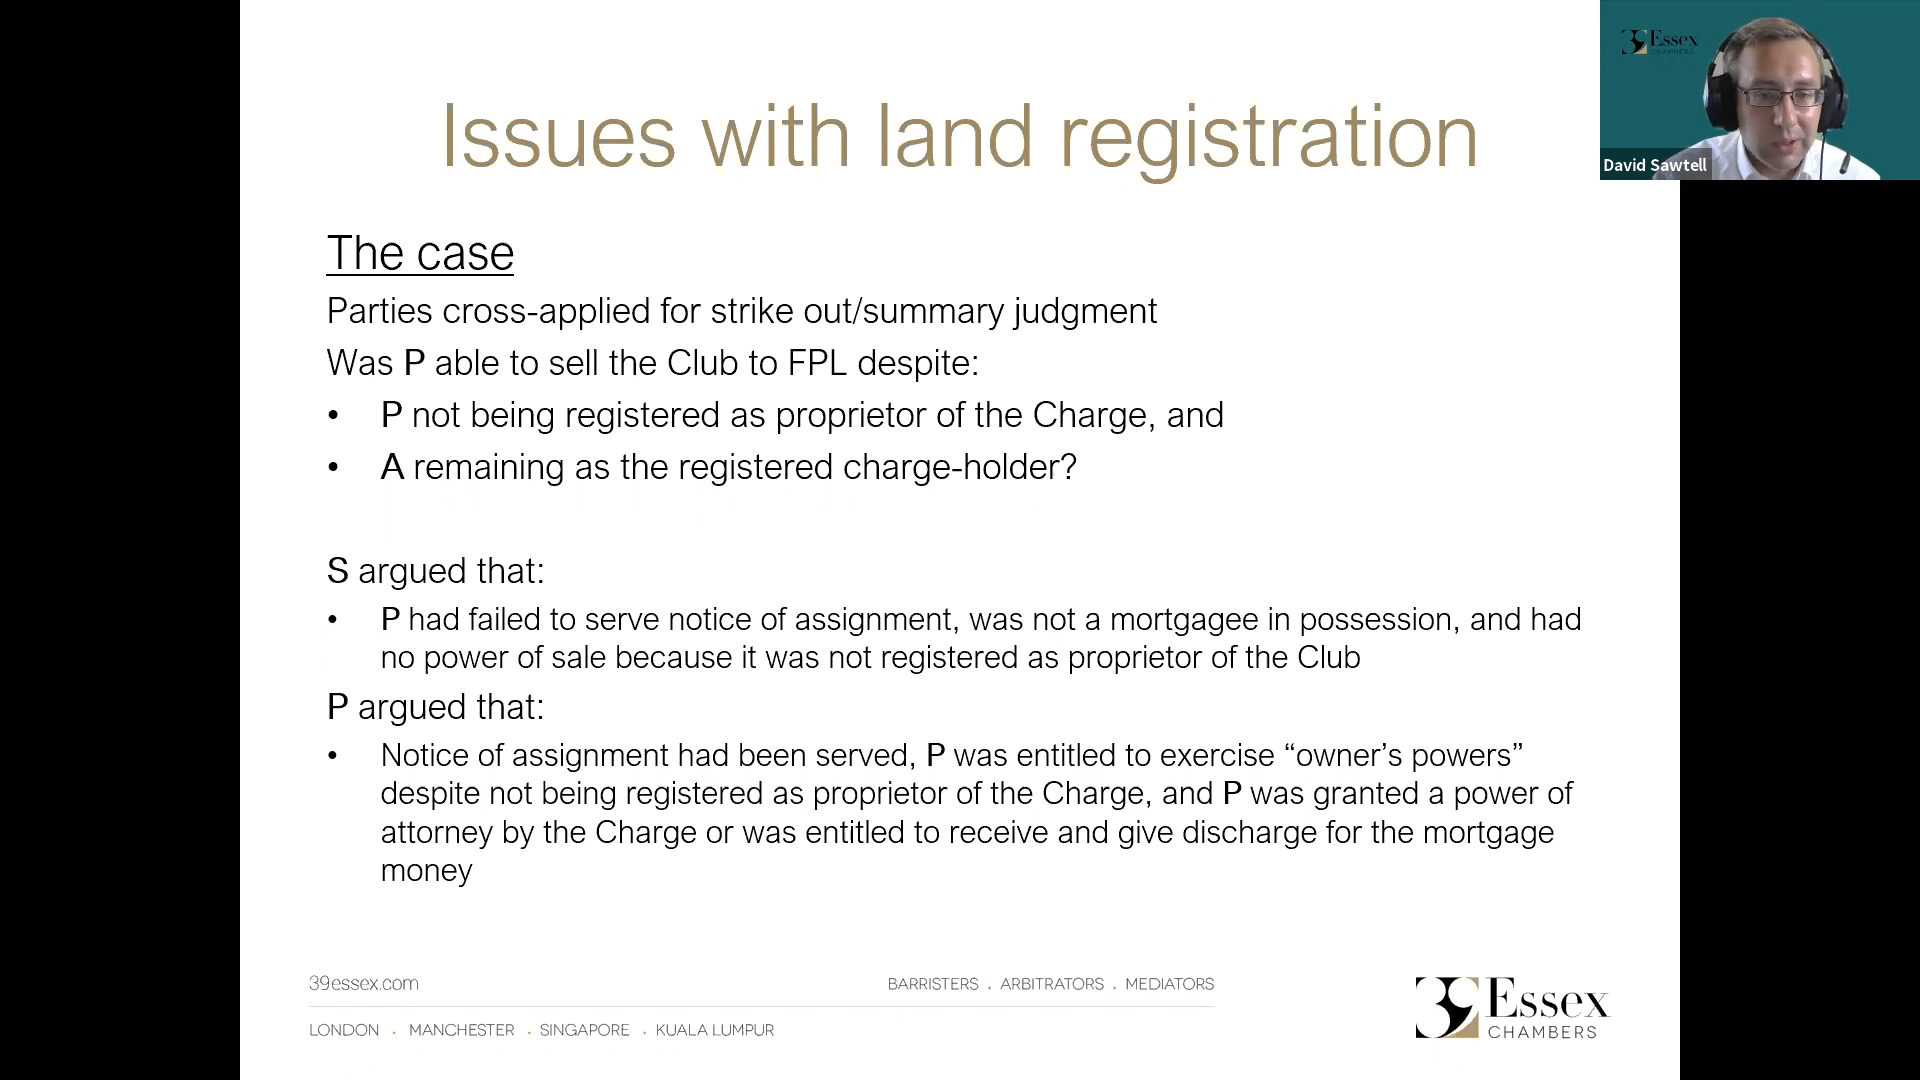 Issues with land registration
39 Essex
CHAMBERS
David Sawtell
The case
Parties cross-applied for strike out/summary judgment
Was P able to sell the Club to FPL despite:
• P not being registered as proprietor of the Charge, and
• A remaining as the registered charge-holder?
S argued that:
• P had failed to serve notice of assignment, was not a mortgagee in possession, and had
no power of sale because it was not registered as proprietor of the Club
P argued that:
• Notice of assignment had been served, P was entitled to exercise “owner’s powers”
despite not being registered as proprietor of the Charge, and P was granted a power of
attorney by the Charge or was entitled to receive and give discharge for the mortgage
money
39essex.com
BARRISTERS . ARBITRATORS . MEDIATORS
LONDON . MANCHESTER . SINGAPORE . KUALA LUMPUR
39 Essex
CHAMBERS